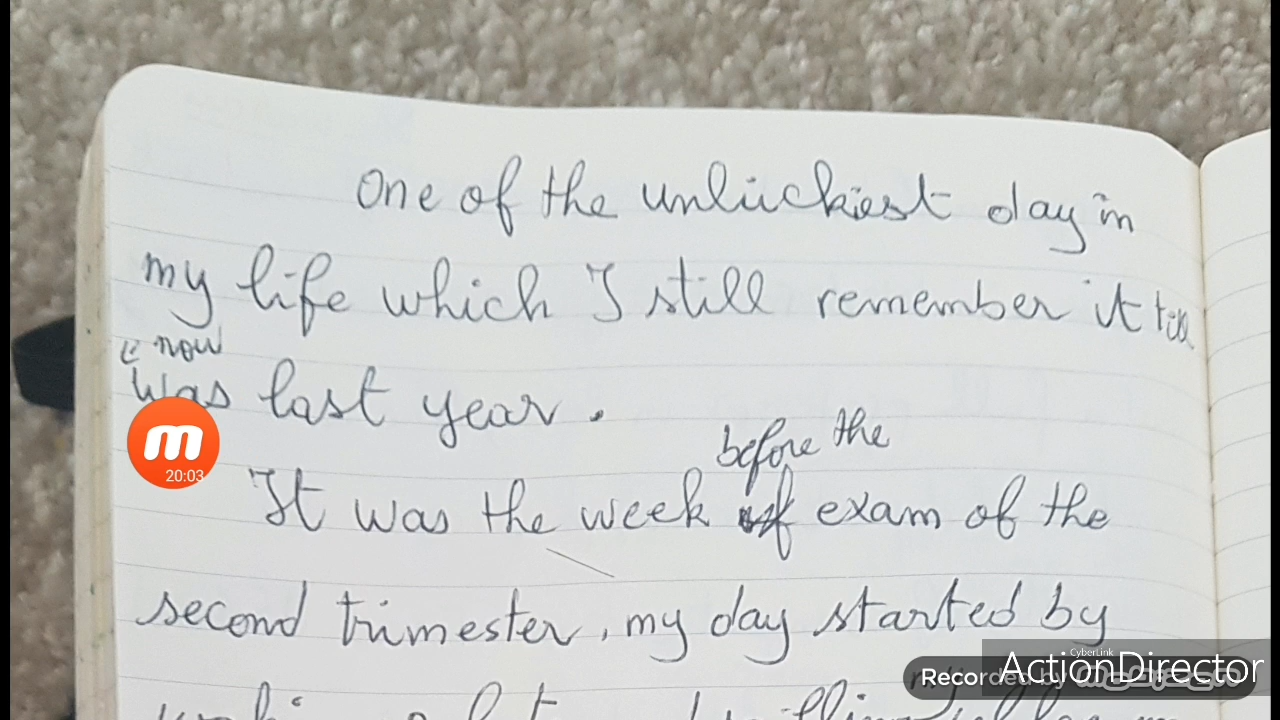 One of the unluckiest day in
my life which I still remember it till
now
was last year.
before the
It was the week of exam of the
second trimester, my day started by
20:03
CyberLink
ActionDirector
Recorded by